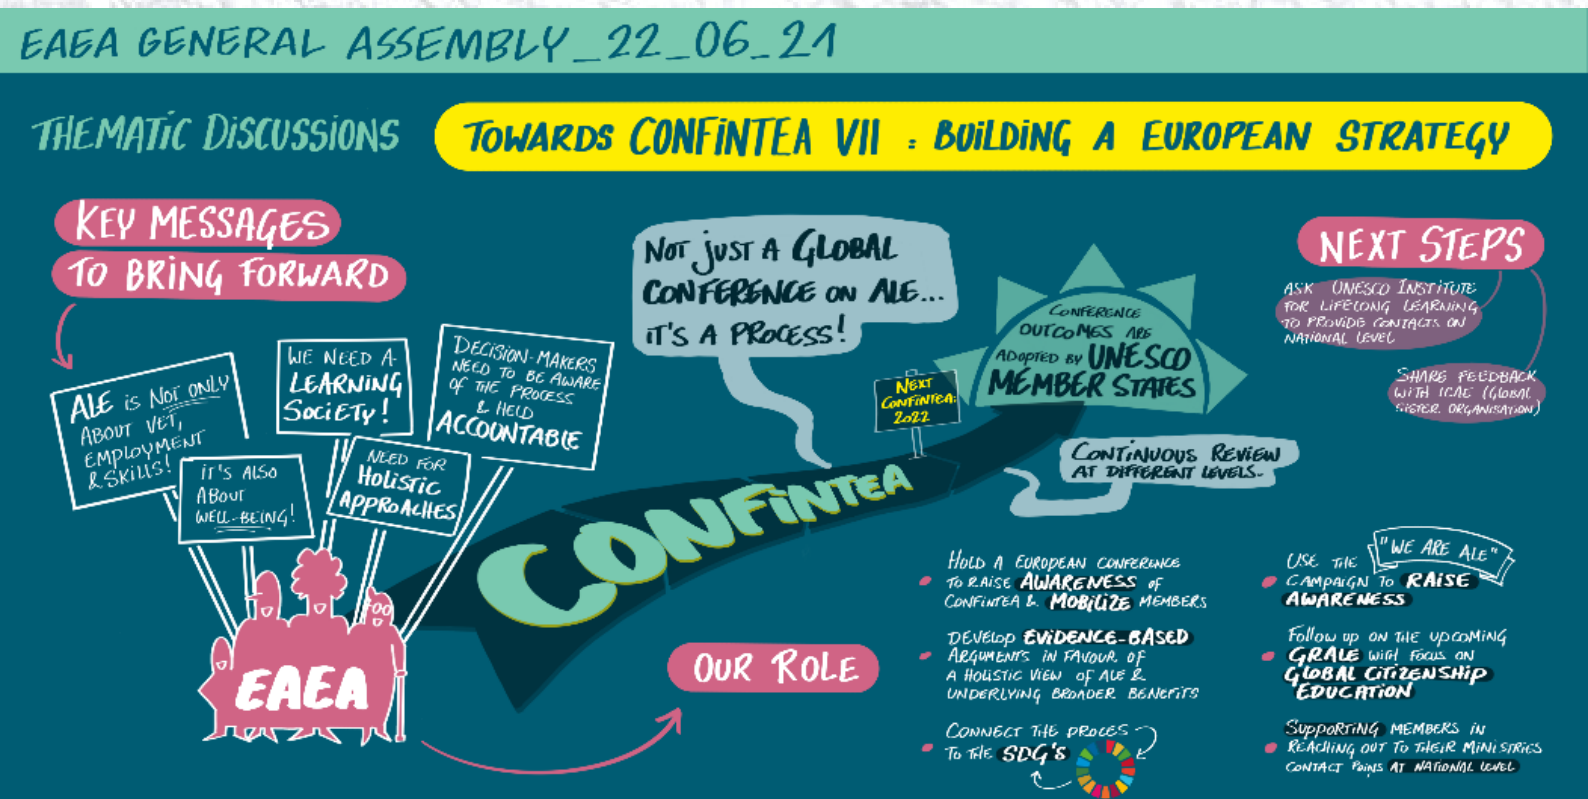 EAEA GENERAL ASSEMBLY_22_06_21
THEMATIC DISCUSSIONS
TOWARDS CONFINTEA VII : BUILDING A EUROPEAN STRATEGY
KEY MESSAGES
TO BRING FORWARD
ALE IS NOT ONLY
ABOUT VET,
EMPLOYMENT
& SKILLS!
IT'S ALSO
ABOUT
WELL-BEING!
WE NEED A
LEARNING
SOCIETY!
NEED FOR
HOLISTIC
APPROACHES
DECISION-MAKERS
NEED TO BE AWARE
OF THE PROCESS
& HELD
ACCOUNTABLE
EAEA
CONFINTEA
NOT JUST A GLOBAL
CONFERENCE ON ALE...
IT'S A PROCESS!
NEXT
CONFINTEA:
2022
CONFERENCE
OUTCOMES ARE
ADOPTED BY UNESCO
MEMBER STATES
CONTINUOUS REVIEW
AT DIFFERENT LEVELS.
NEXT STEPS
ASK UNESCO INSTITUTE
FOR LIFELONG LEARNING
TO PROVIDE CONTACTS ON
NATIONAL LEVEL
SHARE FEEDBACK
WITH ICAE (GLOBAL
SISTER ORGANISATION)
OUR ROLE
HOLD A EUROPEAN CONFERENCE
TO RAISE AWARENESS OF
CONFINTEA & MOBILIZE MEMBERS
DEVELOP EVIDENCE-BASED
ARGUMENTS IN FAVOUR OF
A HOLISTIC VIEW OF ALE &
UNDERLYING BROADER BENEFITS
CONNECT THE PROCES
TO THE SDG'S
USE THE "WE ARE ALE"
CAMPAIGN TO RAISE
AWARENESS
FOLLOW UP ON THE UPCOMING
GRALE WITH FOCUS ON
GLOBAL CITIZENSHIP
EDUCATION
SUPPORTING MEMBERS IN
REACHING OUT TO THEIR MINISTRIES
CONTACT POINTS AT NATIONAL LEVEL